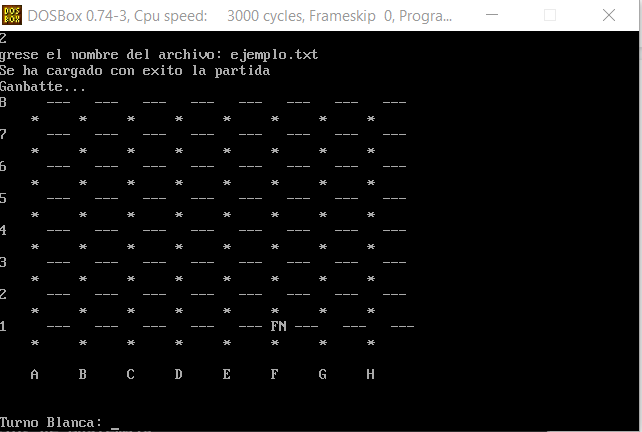 DOS BOX DOSBox 0.74-3, Cpu speed: 3000 cycles, Frameskip 0, Progra...
2
grese el nombre del archivo: ejemplo.txt
Se ha cargado con exito la partida
Ganbatte...
8 --- --- --- --- --- --- --- ---
* * * * * * * *
7 --- --- --- --- --- --- --- ---
* * * * * * * *
6 --- --- --- --- --- --- --- ---
* * * * * * * *
5 --- --- --- --- --- --- --- ---
* * * * * * * *
4 --- --- --- --- --- --- --- ---
* * * * * * * *
3 --- --- --- --- --- --- --- ---
* * * * * * * *
2 --- --- --- --- --- --- --- ---
* * * * * * * *
1 --- --- --- --- --- FN --- --- ---
* * * * * * * *
A B C D E F G H
Turno Blanca: _